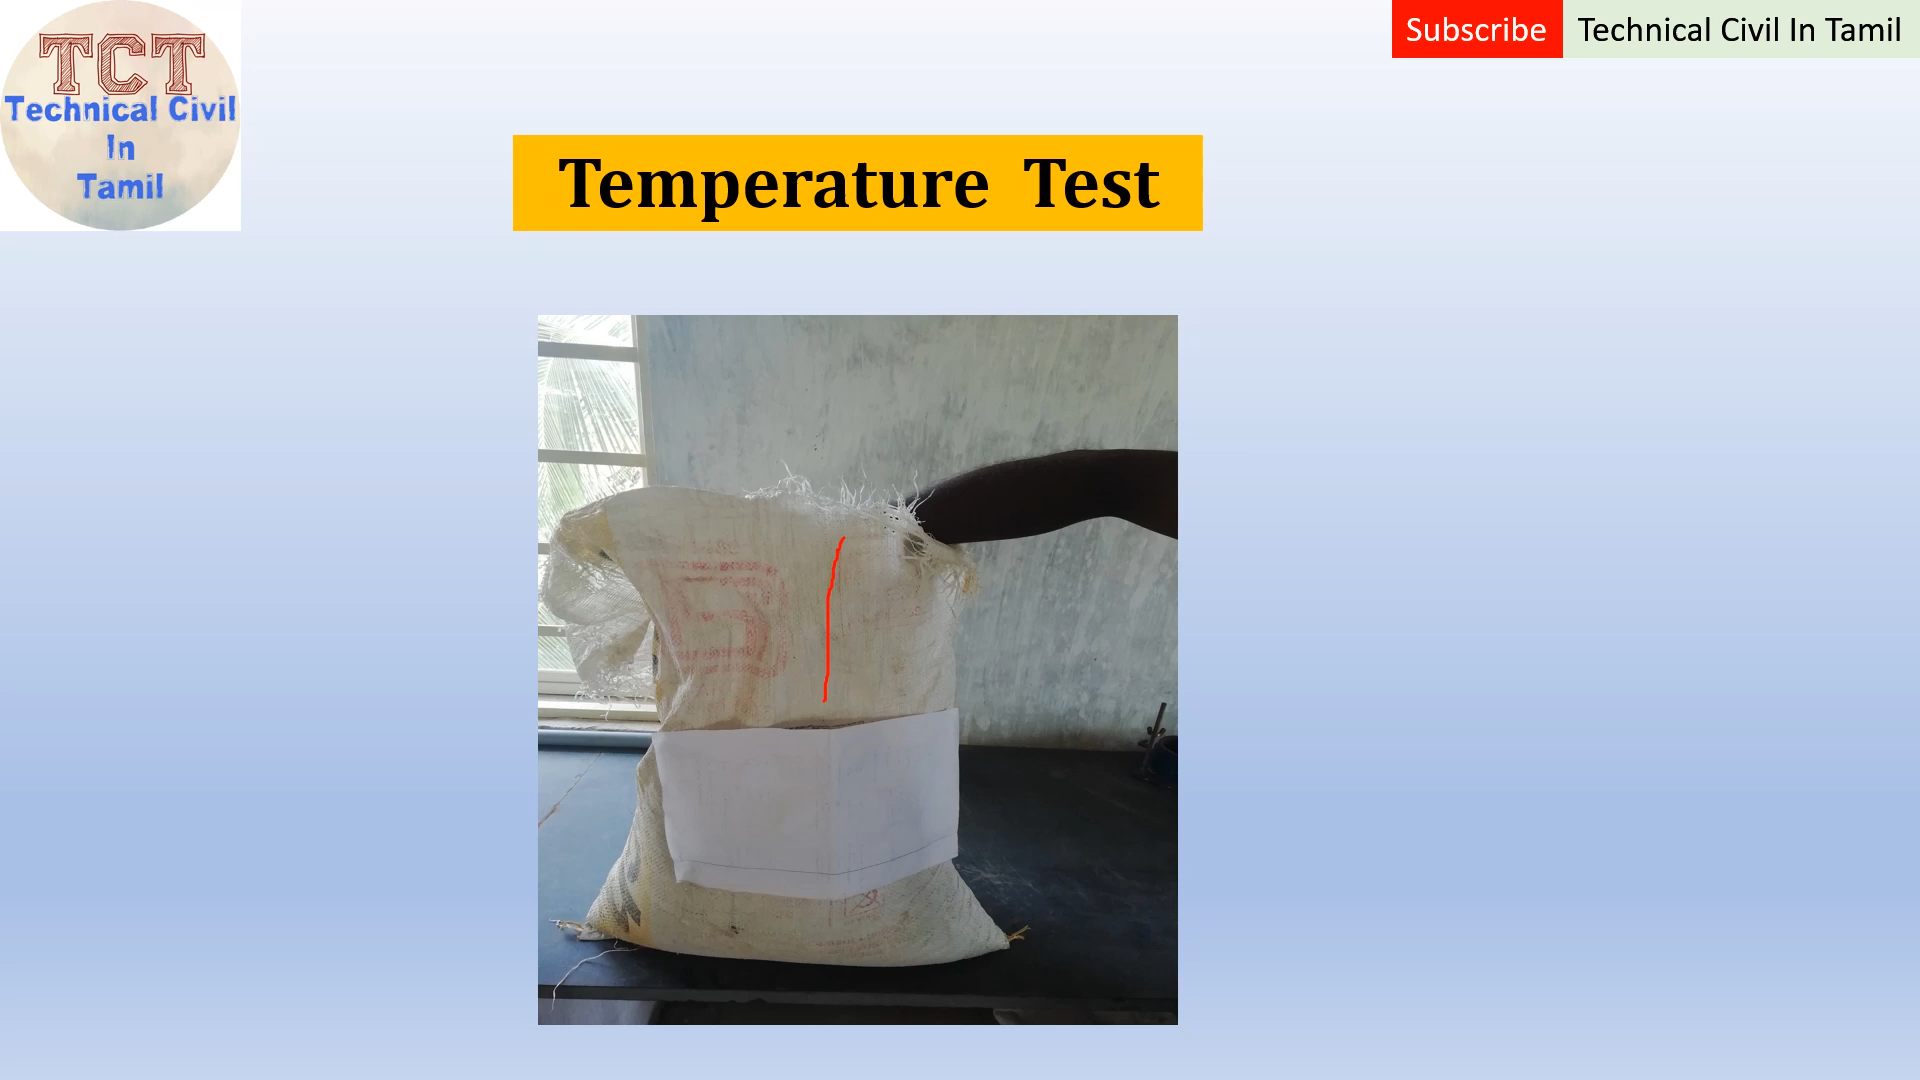 TCT
Technical Civil
In
Tamil
Subscribe Technical Civil In Tamil
Temperature Test